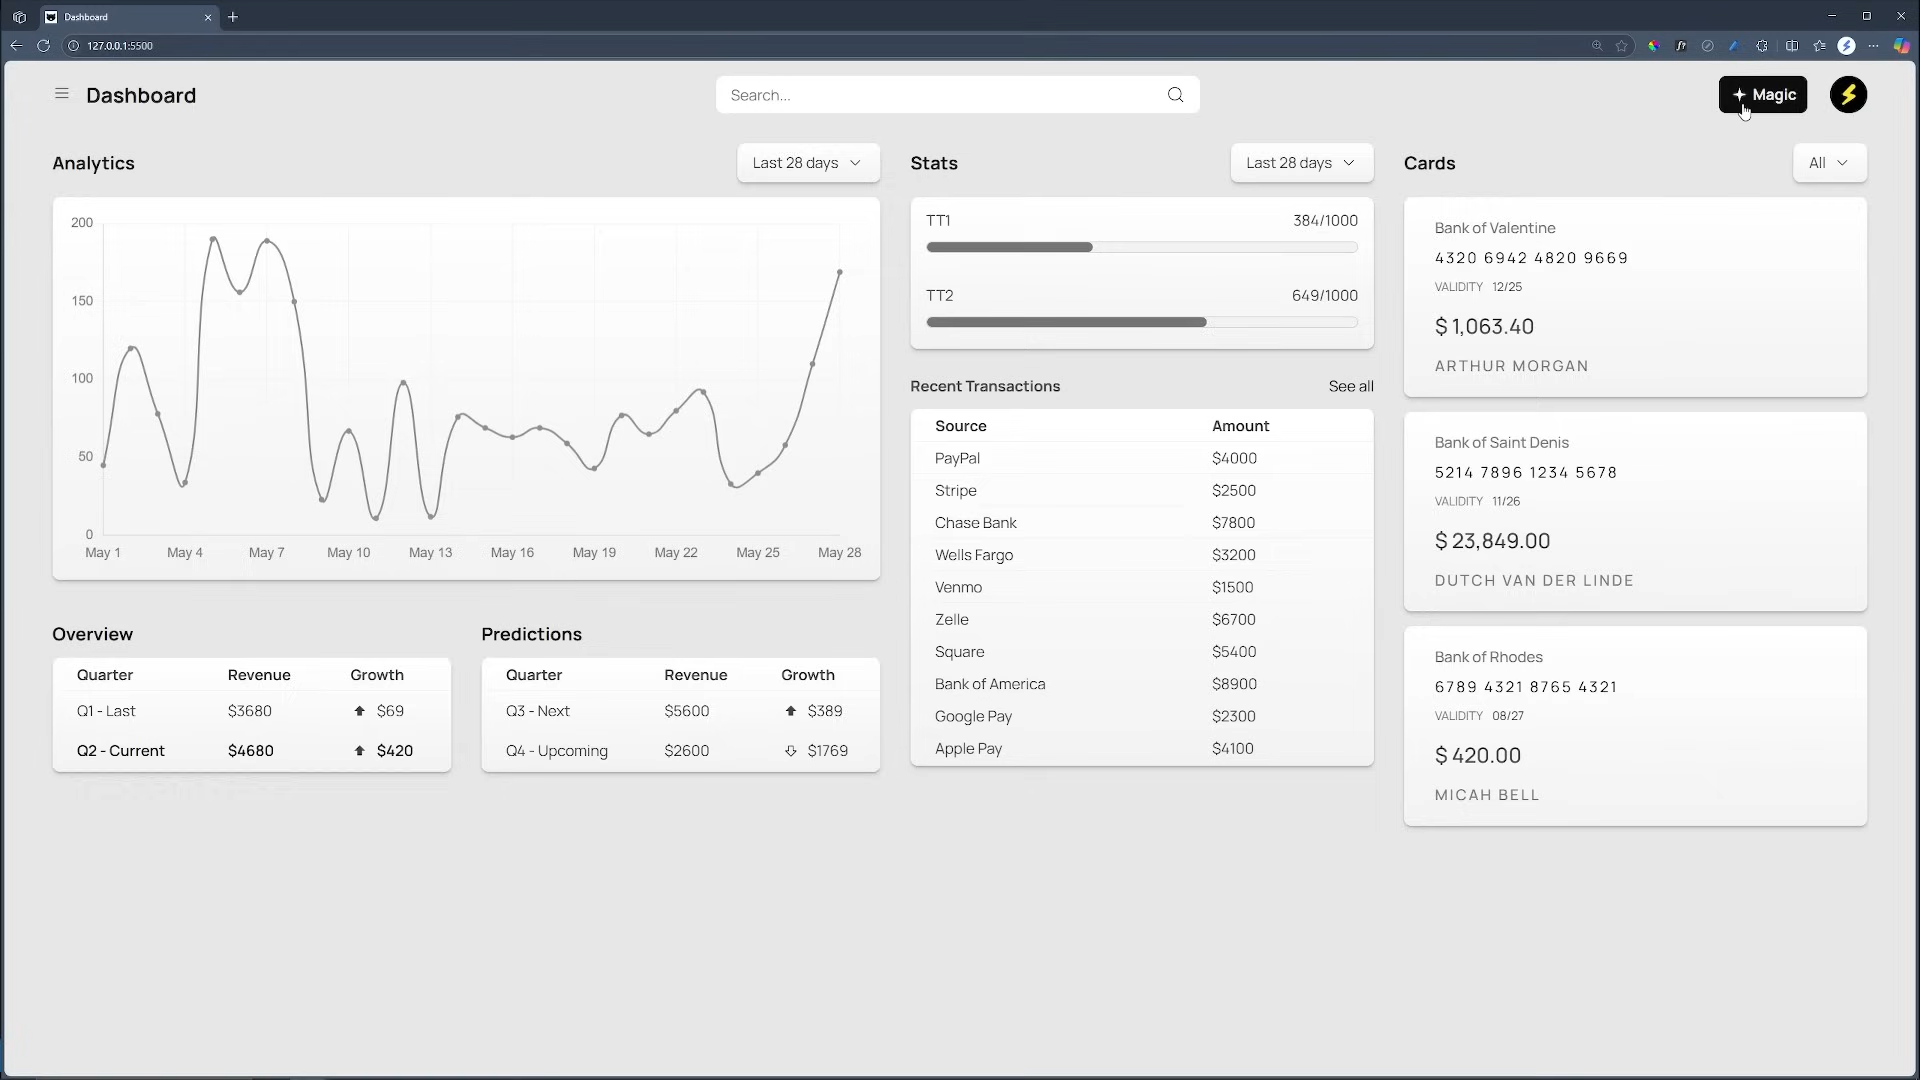 Dashboard
127.0.0.1:5500
Dashboard
Search...
Magic
Analytics
Last 28 days
200
150
100
50
0
May 1 May 4 May 7 May 10 May 13 May 16 May 19 May 22 May 25 May 28
Overview
Quarter Revenue Growth
Q1 - Last $3680 $69
Q2 - Current $4680 $420
Predictions
Quarter Revenue Growth
Q3 - Next $5600 $389
Q4 - Upcoming $2600 $1769
Stats
Last 28 days
TT1 384/1000
TT2 649/1000
Recent Transactions See all
Source Amount
PayPal $4000
Stripe $2500
Chase Bank $7800
Wells Fargo $3200
Venmo $1500
Zelle $6700
Square $5400
Bank of America $8900
Google Pay $2300
Apple Pay $4100
Cards
All
Bank of Valentine
4320 6942 4820 9669
VALIDITY 12/25
$ 1,063.40
ARTHUR MORGAN
Bank of Saint Denis
5214 7896 1234 5678
VALIDITY 11/26
$ 23,849.00
DUTCH VAN DER LINDE
Bank of Rhodes
6789 4321 8765 4321
VALIDITY 08/27
$ 420.00
MICAH BELL